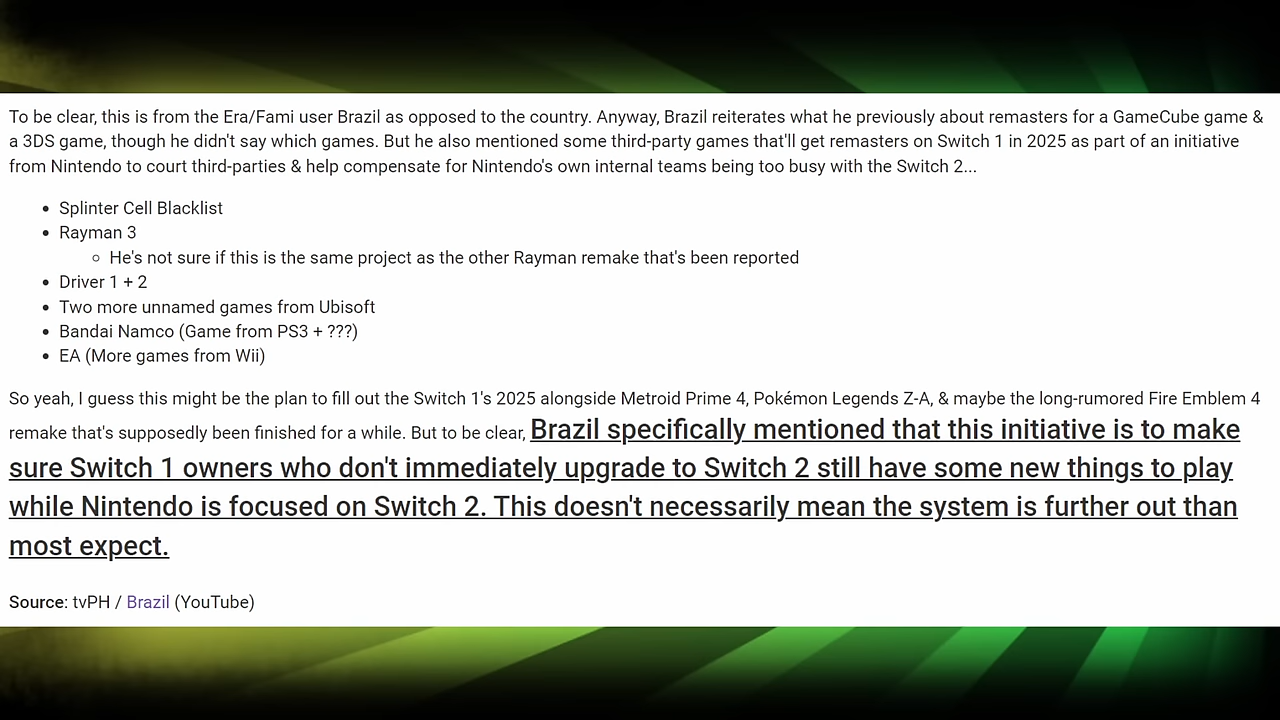 To be clear, this is from the Era/Fami user Brazil as opposed to the country. Anyway, Brazil reiterates what he previously about remasters for a GameCube game &
a 3DS game, though he didn't say which games. But he also mentioned some third-party games that'll get remasters on Switch 1 in 2025 as part of an initiative
from Nintendo to court third-parties & help compensate for Nintendo's own internal teams being too busy with the Switch 2...
• Splinter Cell Blacklist
• Rayman 3
◦ He's not sure if this is the same project as the other Rayman remake that's been reported
• Driver 1 + 2
• Two more unnamed games from Ubisoft
• Bandai Namco (Game from PS3 + ???)
• EA (More games from Wii)
So yeah, I guess this might be the plan to fill out the Switch 1's 2025 alongside Metroid Prime 4, Pokémon Legends Z-A, & maybe the long-rumored Fire Emblem 4
remake that's supposedly been finished for a while. But to be clear, Brazil specifically mentioned that this initiative is to make
sure Switch 1 owners who don't immediately upgrade to Switch 2 still have some new things to play
while Nintendo is focused on Switch 2. This doesn't necessarily mean the system is further out than
most expect.
Source: tvPH / Brazil (YouTube)